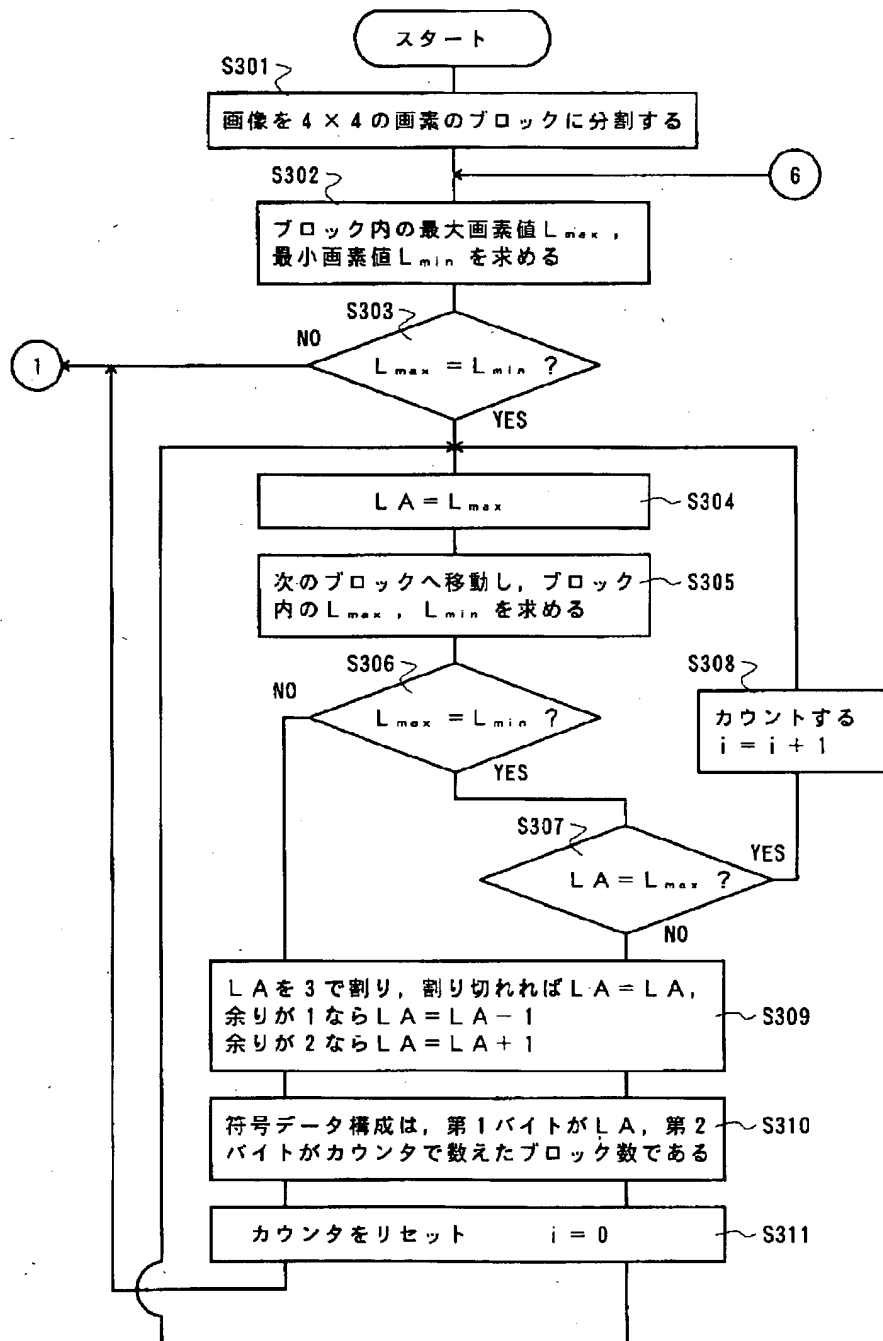 スタート
S301
画像を4×4の画素のブロックに分割する
S302
6
ブロック内の最大画素値Lmax,
最小画素値Lminを求める
S303
NO
1
Lmax=Lmin?
YES
LA=Lmax
S304
次のブロックへ移動し,ブロック
内のLmax,Lminを求める
S305
S306
NO
Lmax=Lmin?
YES
S308
カウントする
i=i+1
S307
YES
LA=Lmax?
NO
LAを3で割り,割り切れればLA=LA,
余りが1ならLA=LA-1
余りが2ならLA=LA+1
S309
符号データ構成は,第1バイトがLA,第2
バイトがカウンタで数えたブロック数である
S310
カウンタをリセット i=0
S311